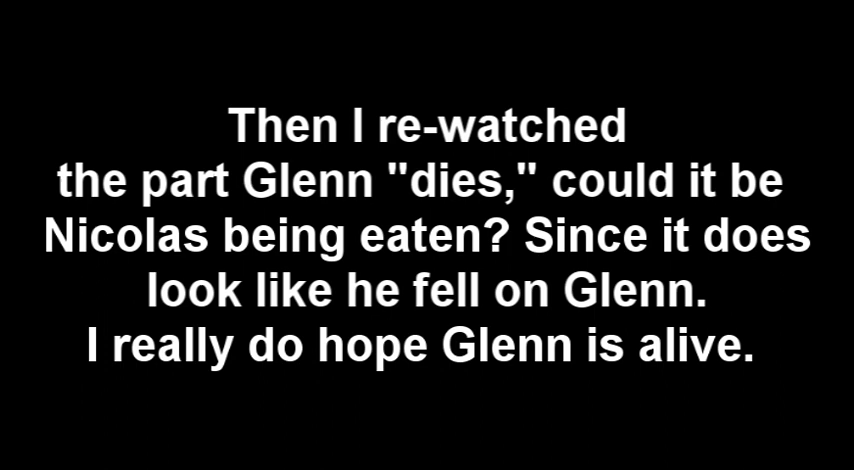 Then I re-watched
the part Glenn "dies," could it be
Nicolas being eaten? Since it does
look like he fell on Glenn.
I really do hope Glenn is alive.